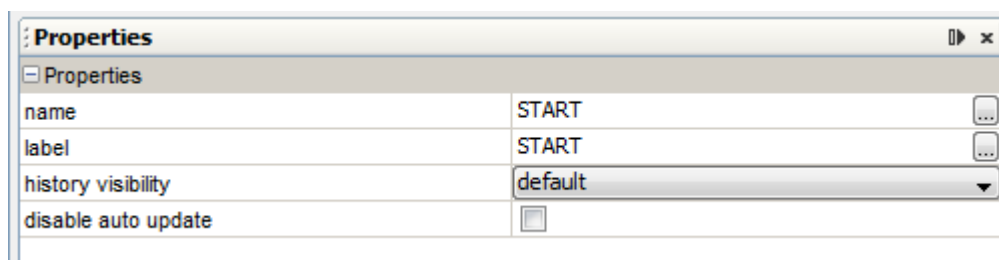 Properties
Properties
name START ...
label START ...
history visibility default
disable auto update